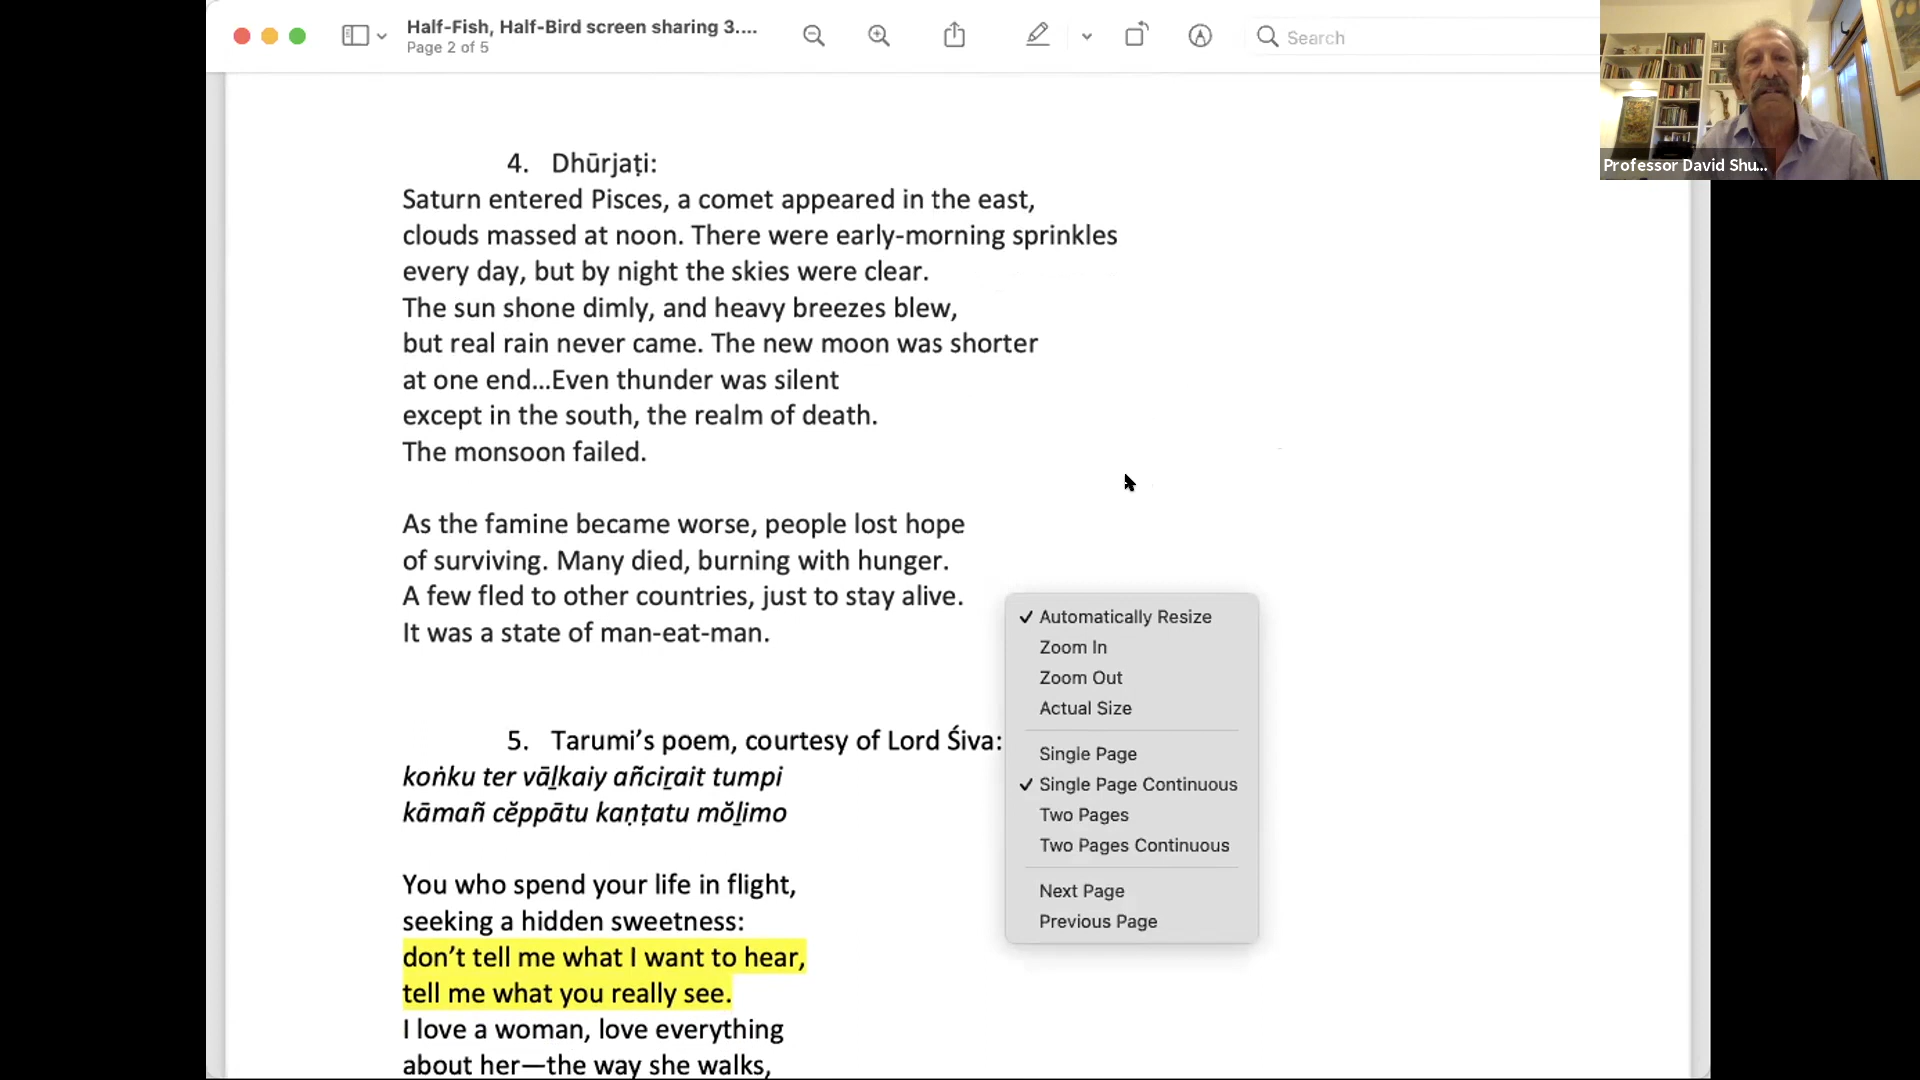 Half-Fish, Half-Bird screen sharing 3....
Page 2 of 5
Search
Professor David Shu...
4. Dhūrjaṭi:
Saturn entered Pisces, a comet appeared in the east,
clouds massed at noon. There were early-morning sprinkles
every day, but by night the skies were clear.
The sun shone dimly, and heavy breezes blew,
but real rain never came. The new moon was shorter
at one end...Even thunder was silent
except in the south, the realm of death.
The monsoon failed.
As the famine became worse, people lost hope
of surviving. Many died, burning with hunger.
A few fled to other countries, just to stay alive.
It was a state of man-eat-man.
5. Tarumi’s poem, courtesy of Lord Śiva:
koṅku ter vāḻkaiy añciṟait tumpi
kāmañ cĕppātu kaṇṭatu mŏḻimo
You who spend your life in flight,
seeking a hidden sweetness:
don’t tell me what I want to hear,
tell me what you really see.
I love a woman, love everything
about her—the way she walks,
✓ Automatically Resize
Zoom In
Zoom Out
Actual Size
Single Page
✓ Single Page Continuous
Two Pages
Two Pages Continuous
Next Page
Previous Page